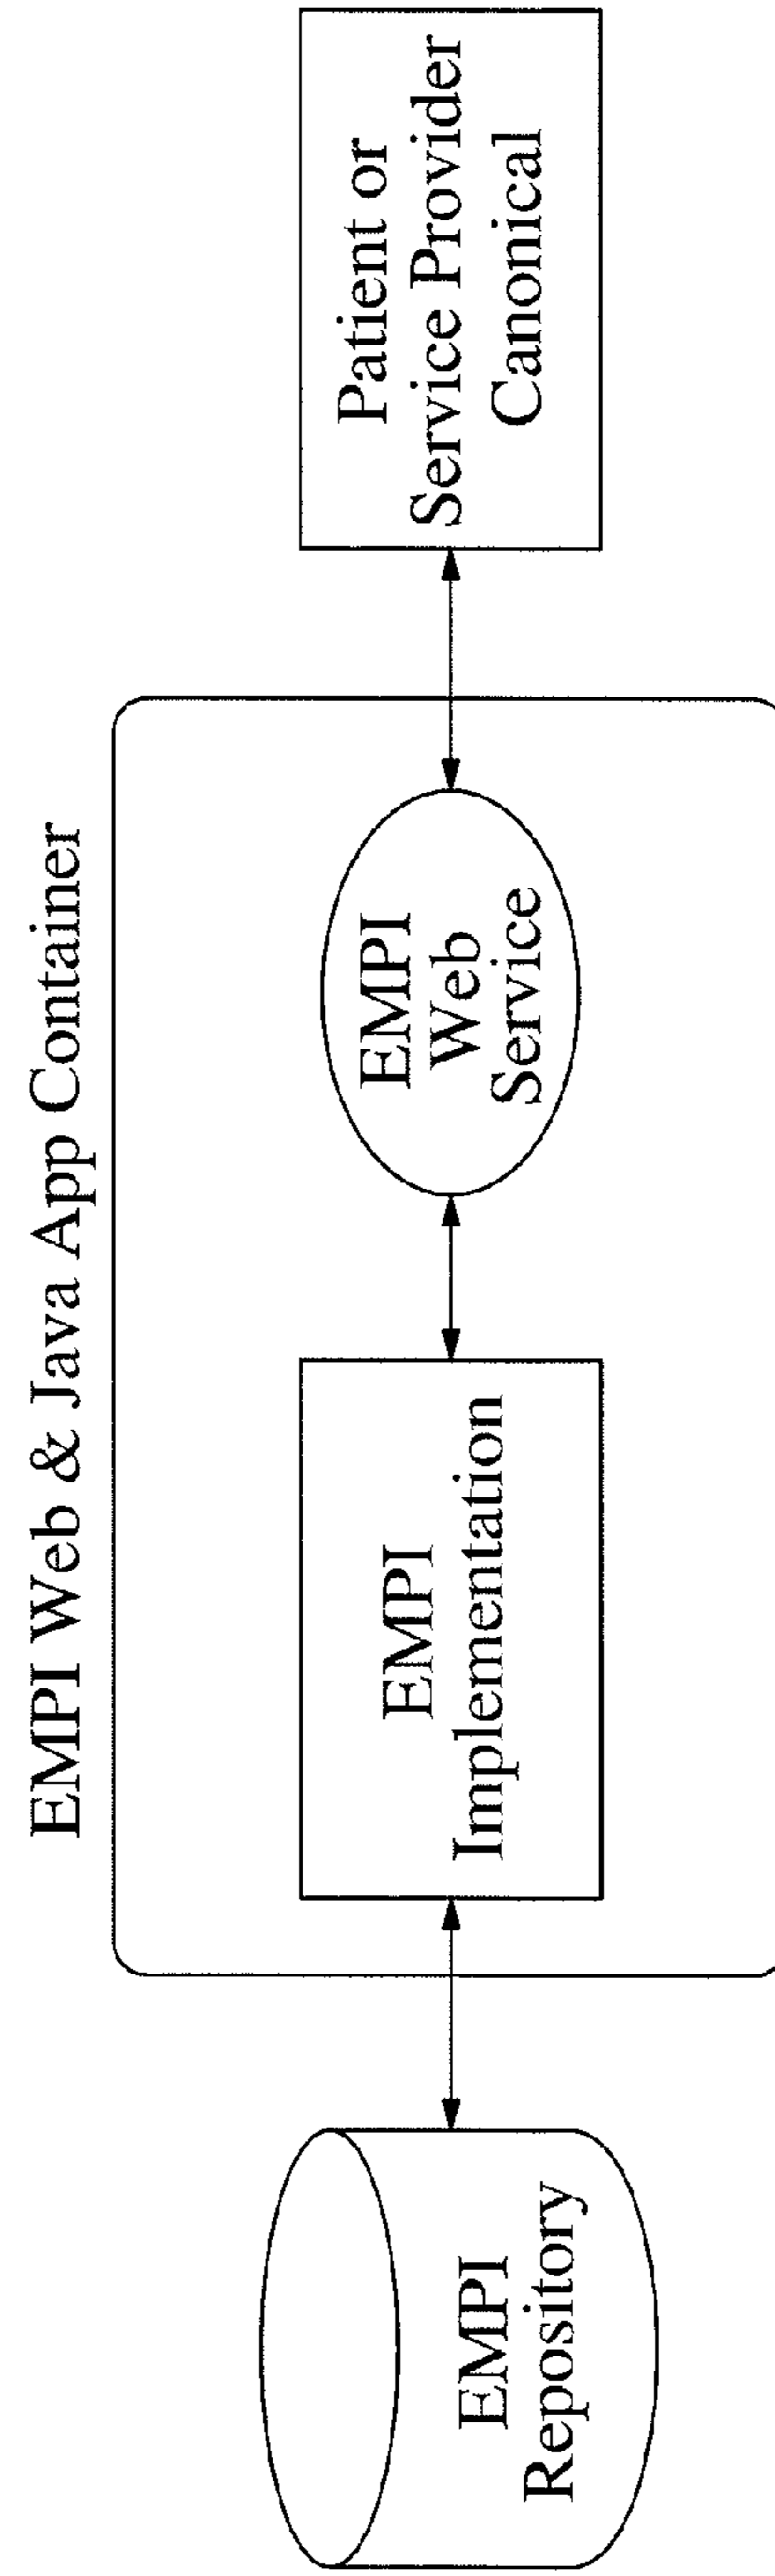 EMPI Web & Java App Container
EMPI
Repository
EMPI
Implementation
EMPI
Web
Service
Patient or
Service Provider
Canonical